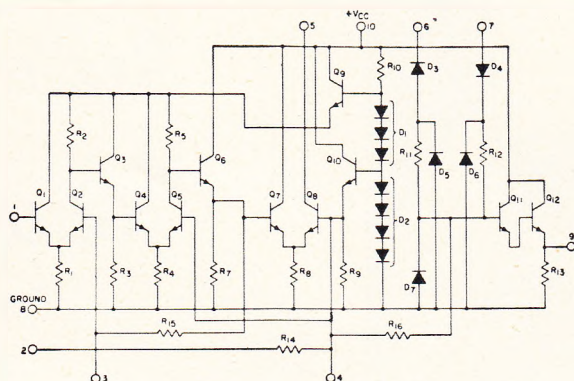 5
+VCC
10
6
7
Q9
R10
D3
D4
R2
R5
Q3
Q6
D1
R11
D5
D6
R12
Q1
Q2
Q4
Q5
Q7
Q8
Q10
Q11
Q12
1
D2
9
R1
R3
R4
R7
R8
R9
D7
R13
GROUND
8
R15
R16
R14
2
3
4